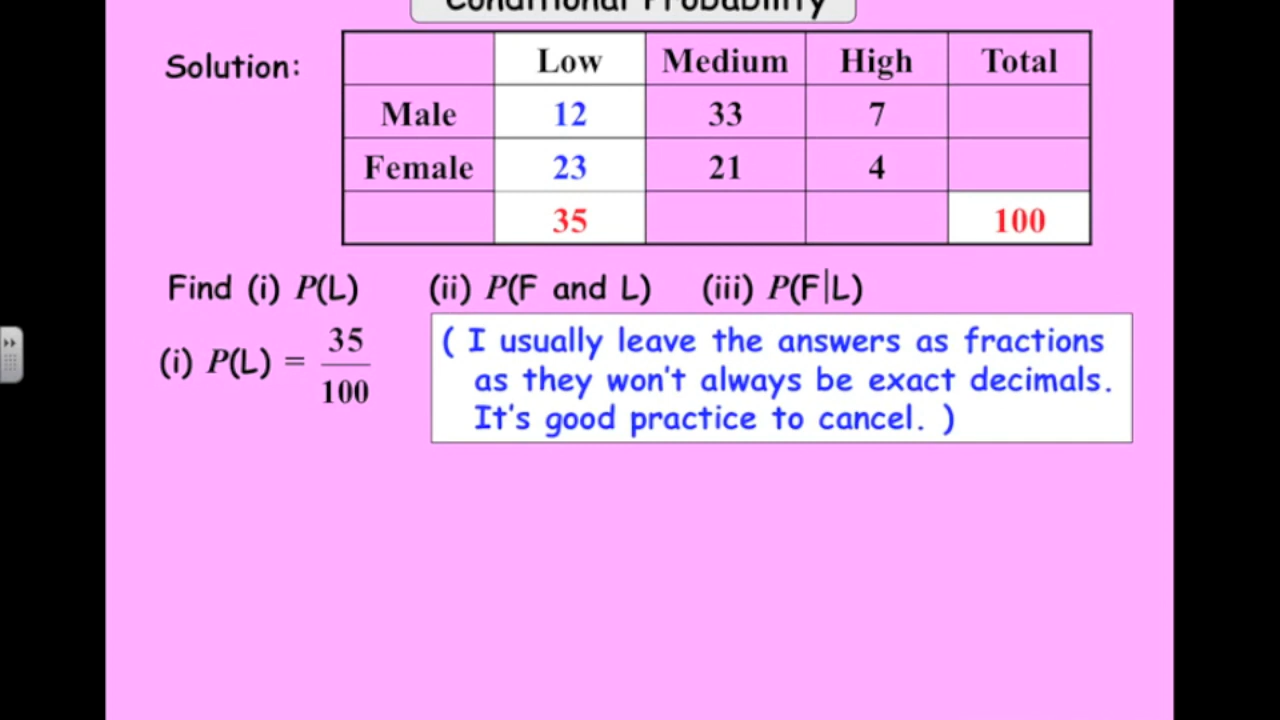 Conditional Probability
Solution:
Low Medium High Total
Male 12 33 7
Female 23 21 4
35 100
Find (i) P(L) (ii) P(F and L) (iii) P(F|L)
(i) P(L) = 35/100
( I usually leave the answers as fractions
as they won't always be exact decimals.
It's good practice to cancel. )